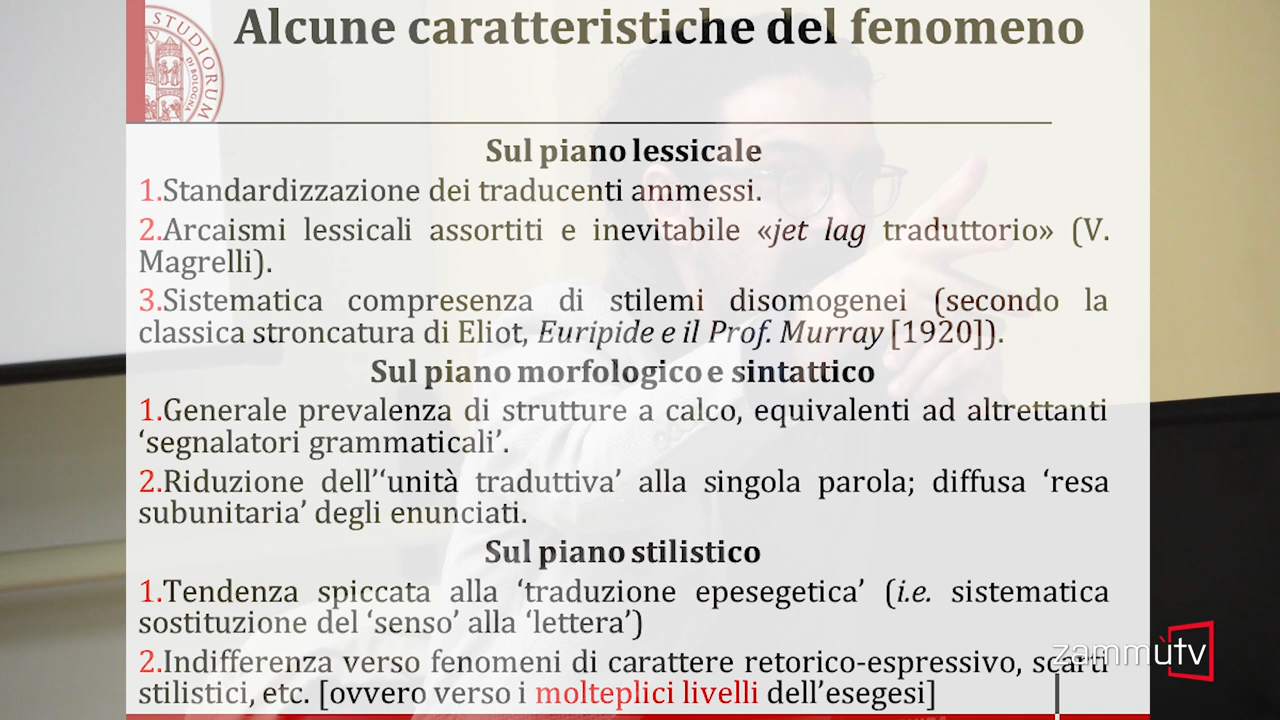 Alcune caratteristiche del fenomeno
STUDIORUM
DI BOLOGNA
Sul piano lessicale
1.Standardizzazione dei traducenti ammessi.
2.Arcaismi lessicali assortiti e inevitabile «jet lag traduttorio» (V.
Magrelli).
3.Sistematica compresenza di stilemi disomogenei (secondo la
classica stroncatura di Eliot, Euripide e il Prof. Murray [1920]).
Sul piano morfologico e sintattico
1.Generale prevalenza di strutture a calco, equivalenti ad altrettanti
‘segnalatori grammaticali’.
2.Riduzione dell’‘unità traduttiva’ alla singola parola; diffusa ‘resa
subunitaria’ degli enunciati.
Sul piano stilistico
1.Tendenza spiccata alla ‘traduzione epesegetica’ (i.e. sistematica
sostituzione del ‘senso’ alla ‘lettera’)
2.Indifferenza verso fenomeni di carattere retorico-espressivo, scarti
stilistici, etc. [ovvero verso i molteplici livelli dell’esegesi]
zammùtv